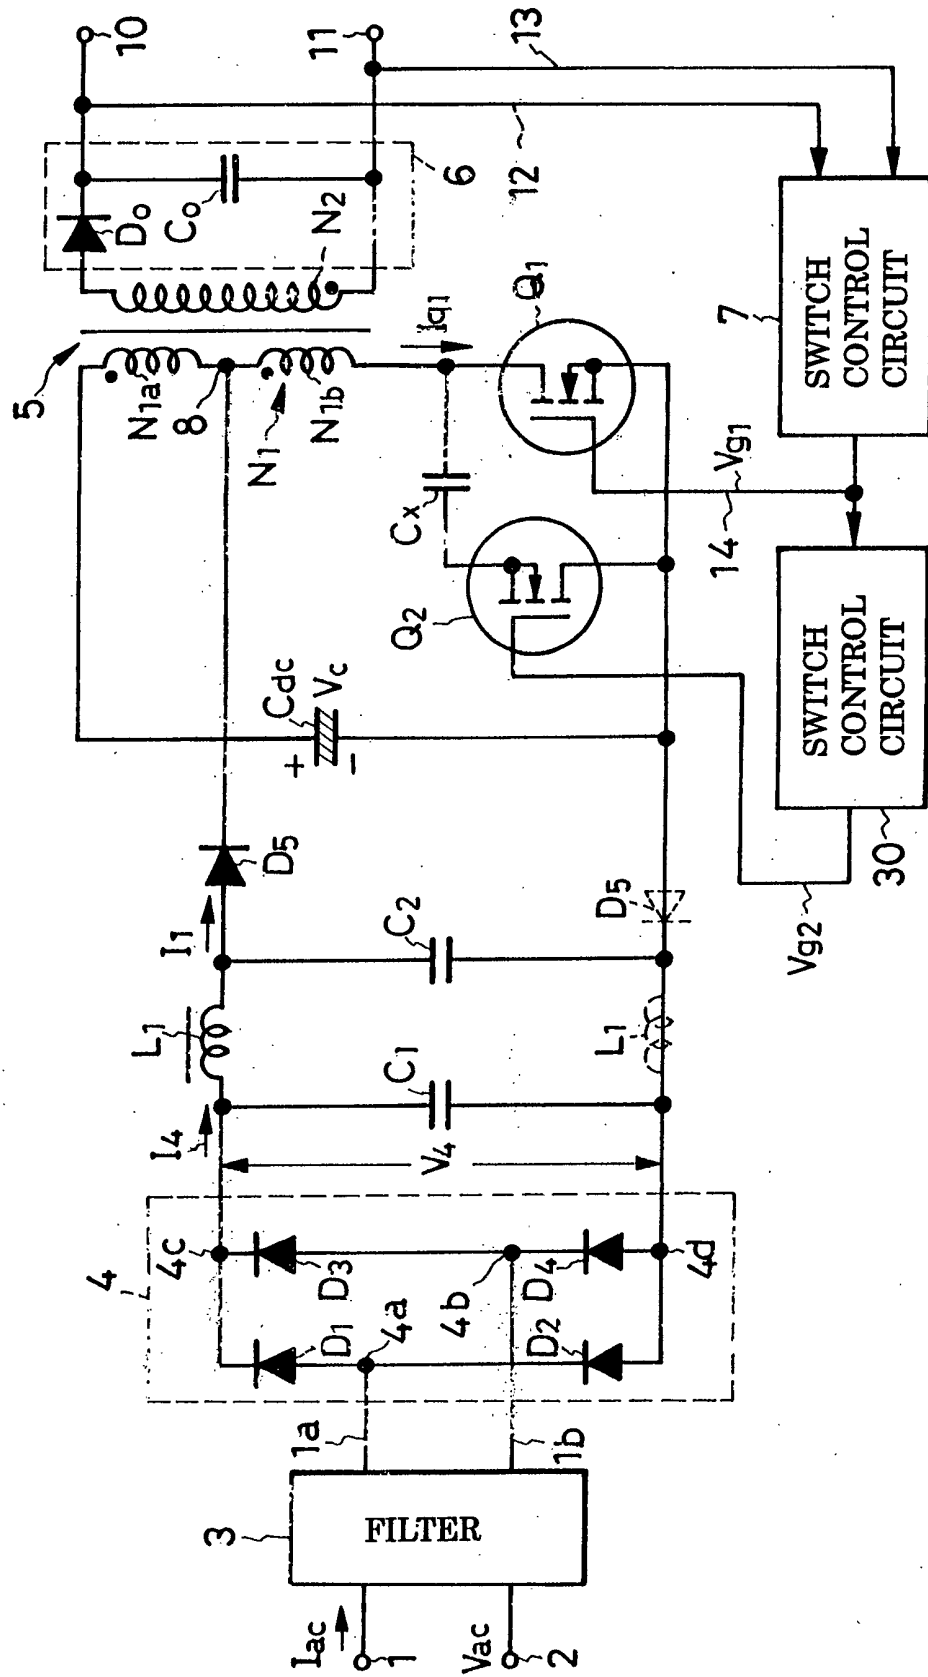 Iac
1
Vac
2
3
FILTER
1a
1b
4
4c
D1
D3
4a
4b
D2
D4
4d
I4
V4
L1
C1
L1
I1
C2
D5
D5
Cdc
+
-
Vc
5
N1a
8
N1
N1b
iq1
Cx
Q2
Q1
N2
Do
Co
6
10
11
12
13
14
Vg1
7
SWITCH
CONTROL
CIRCUIT
SWITCH
CONTROL
CIRCUIT
30
Vg2